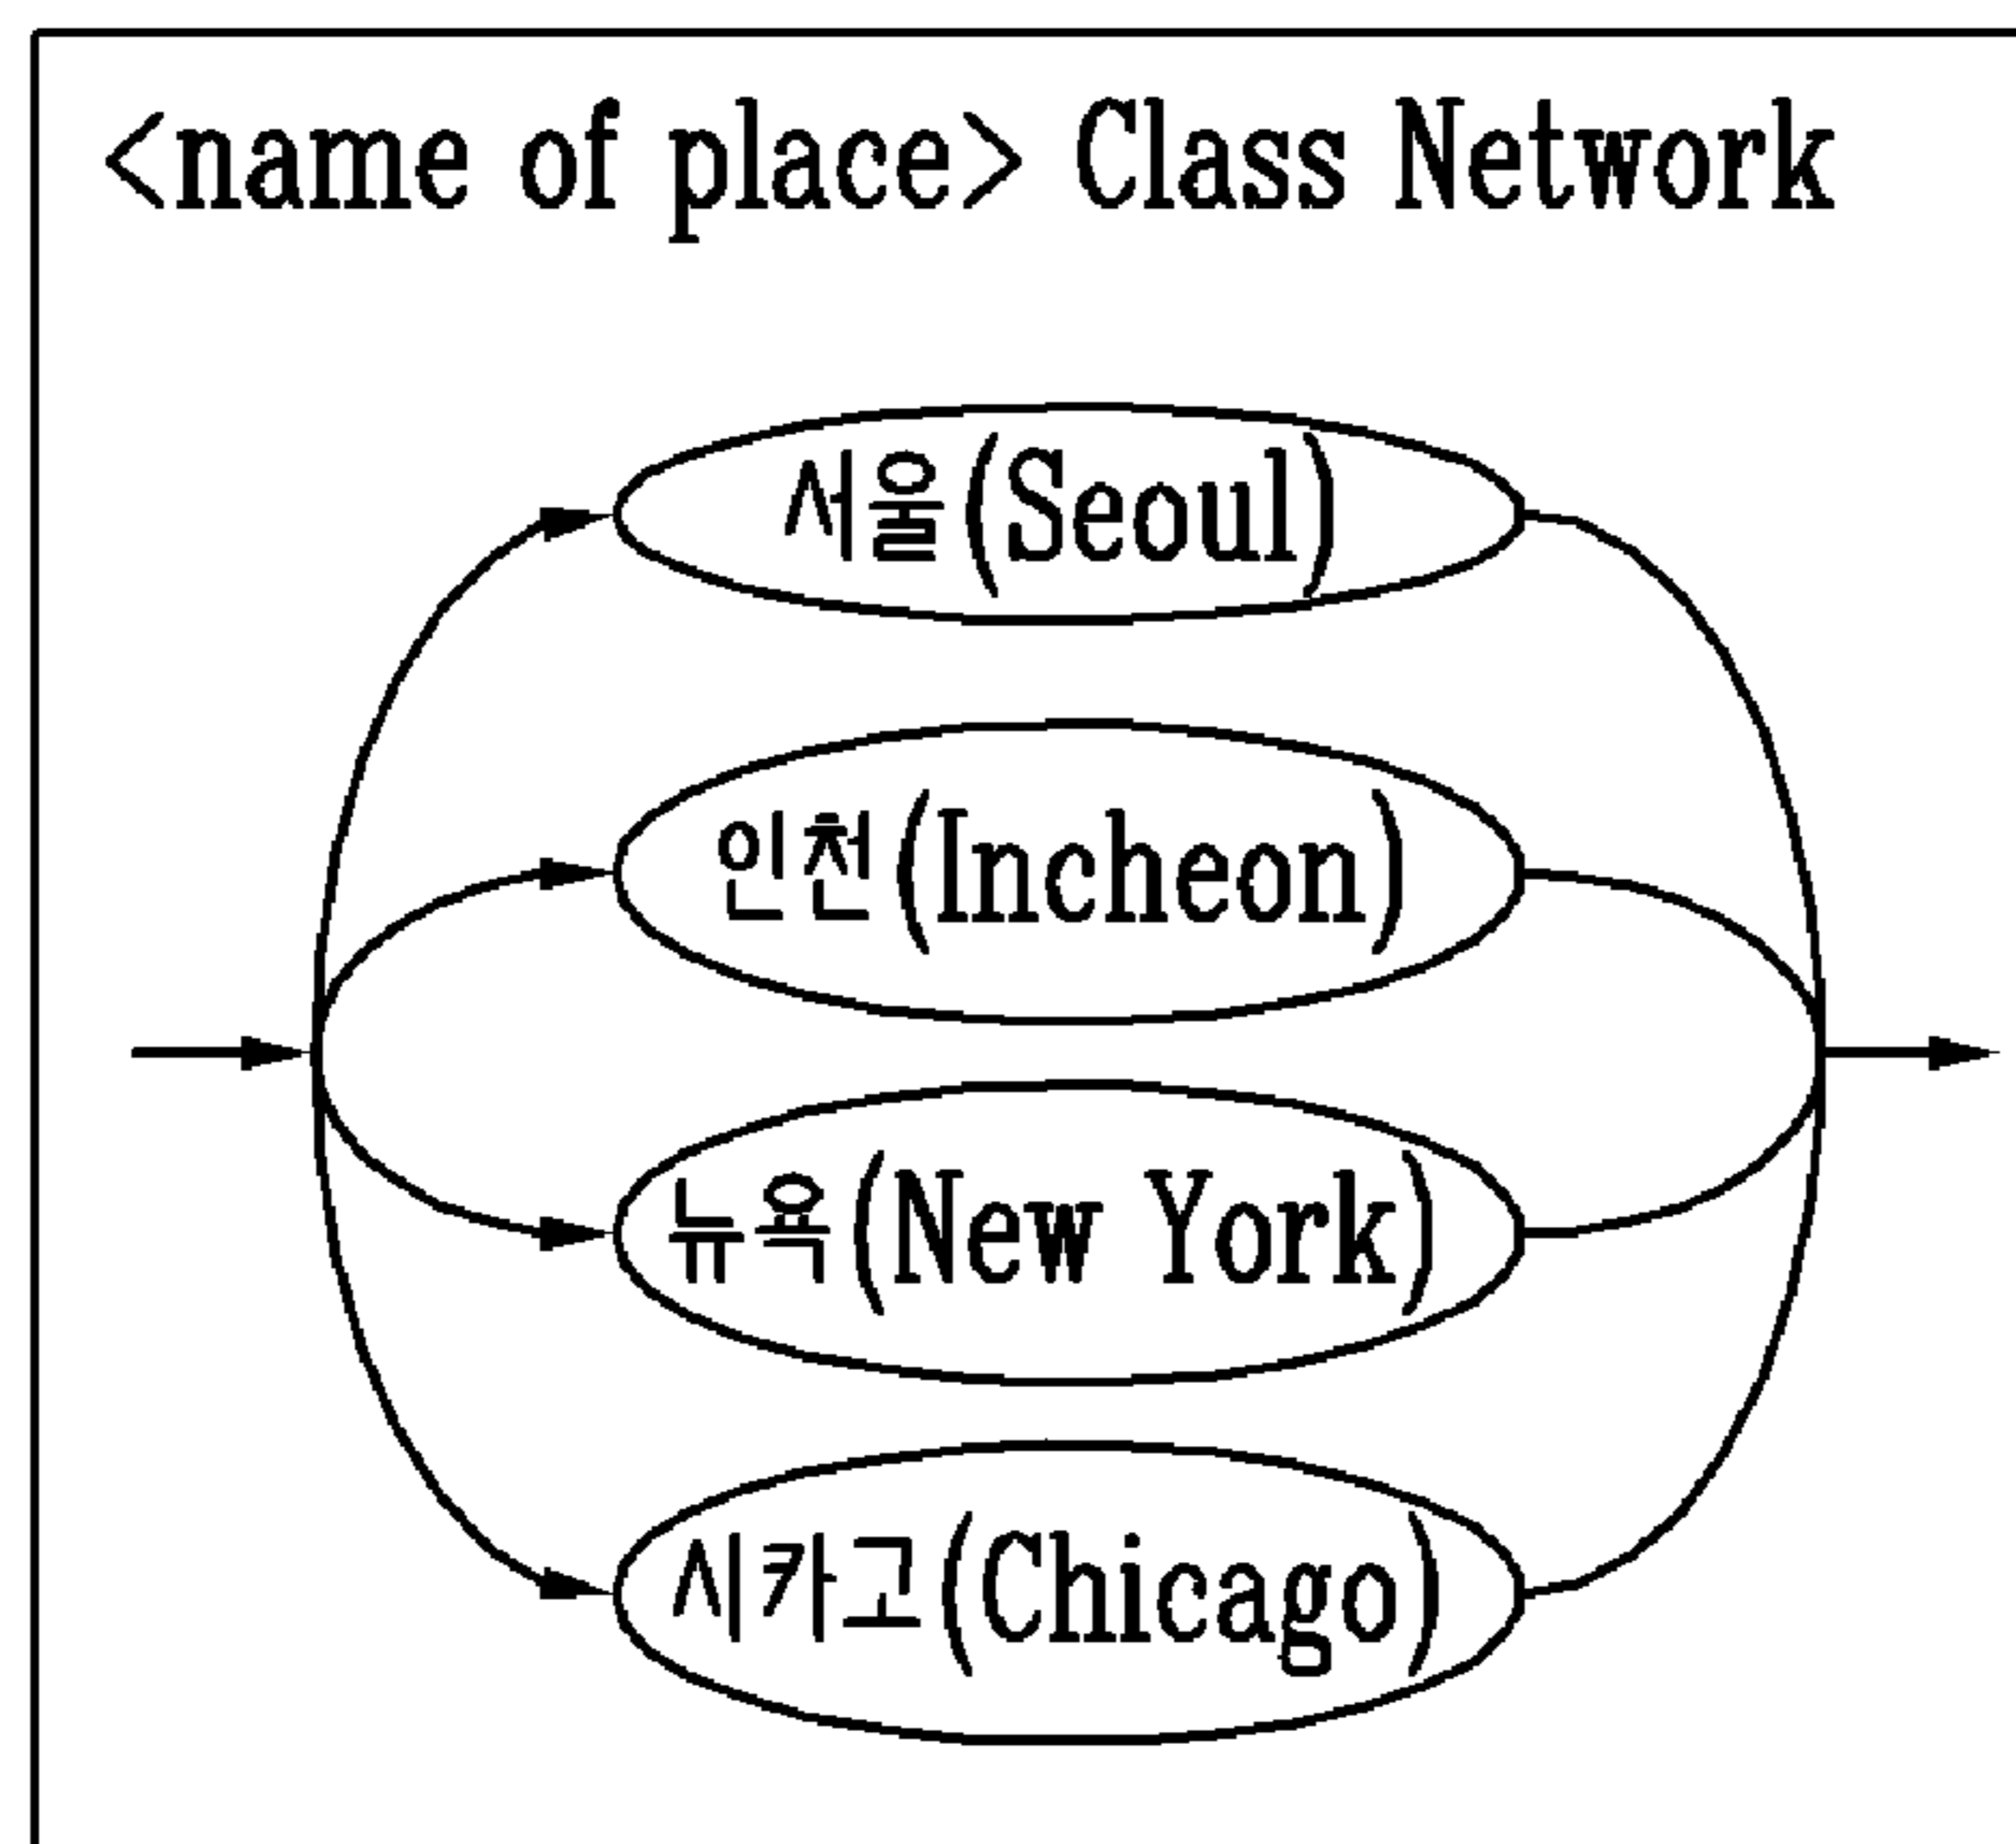 <name of place> Class Network
서울(Seoul)
인천(Incheon)
뉴욕(New York)
시카고(Chicago)